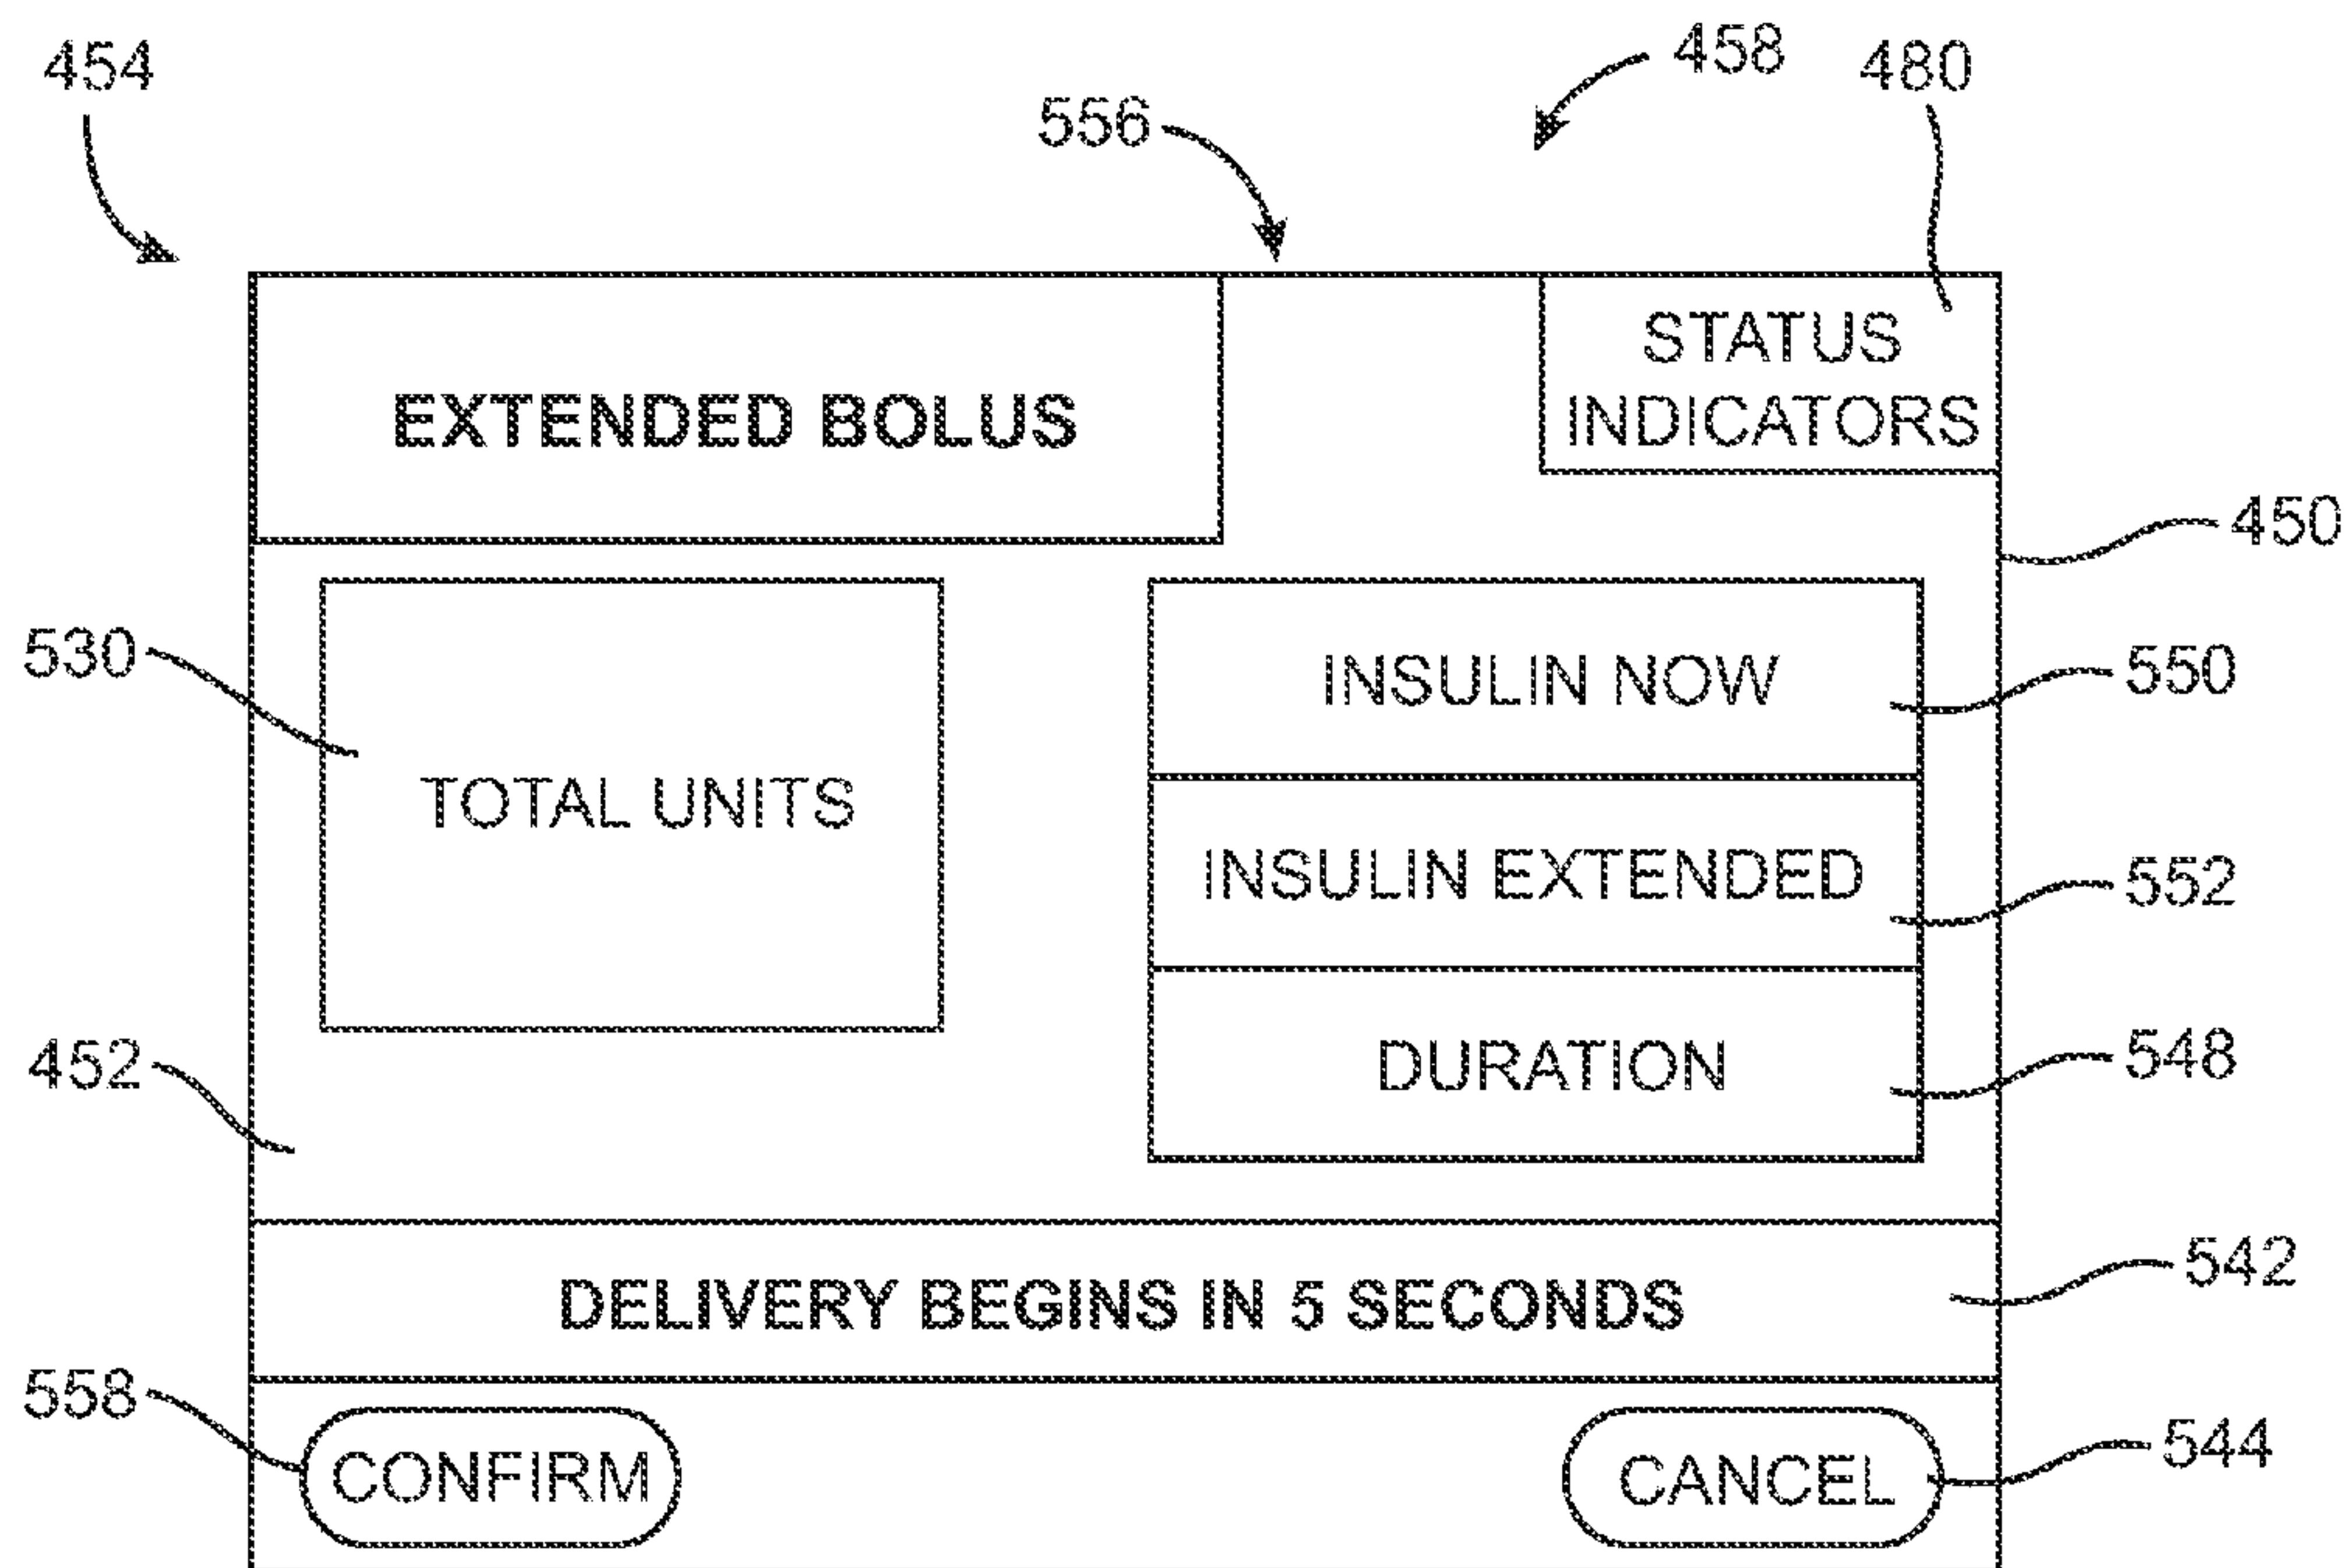 454
556
458
480
EXTENDED BOLUS
STATUS
INDICATORS
450
530
TOTAL UNITS
INSULIN NOW
550
INSULIN EXTENDED
552
452
DURATION
548
DELIVERY BEGINS IN 5 SECONDS
542
558
CONFIRM
CANCEL
544